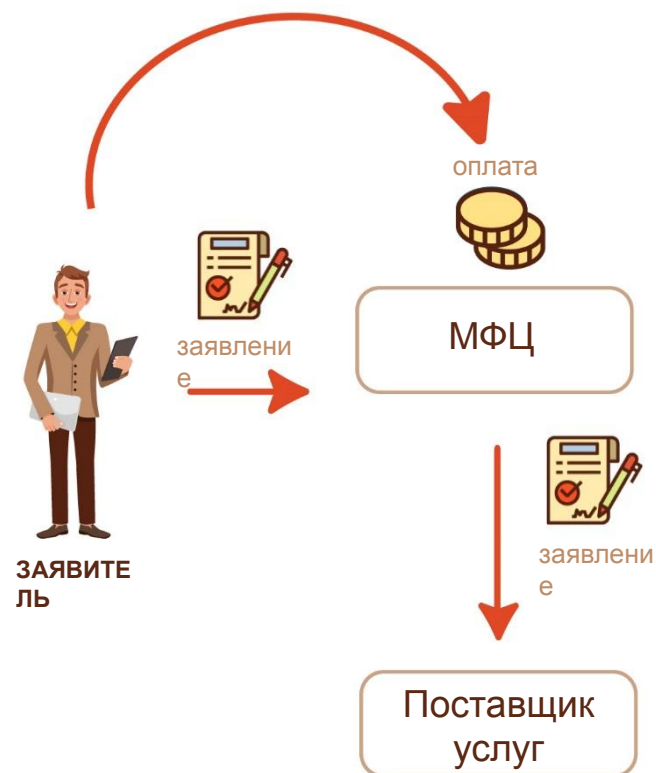 оплата
МФЦ
заявлени
е
ЗАЯВИТЕ
ЛЬ
заявлени
е
Поставщик
услуг